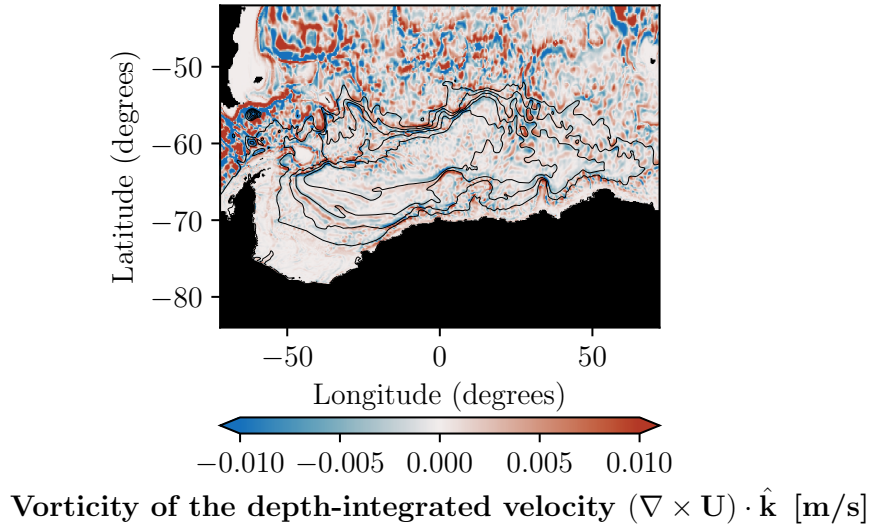 Latitude (degrees)
−50
−60
−70
−80
−50 0 50
Longitude (degrees)
−0.010 −0.005 0.000 0.005 0.010
Vorticity of the depth-integrated velocity (∇ × U) · k̂ [m/s]